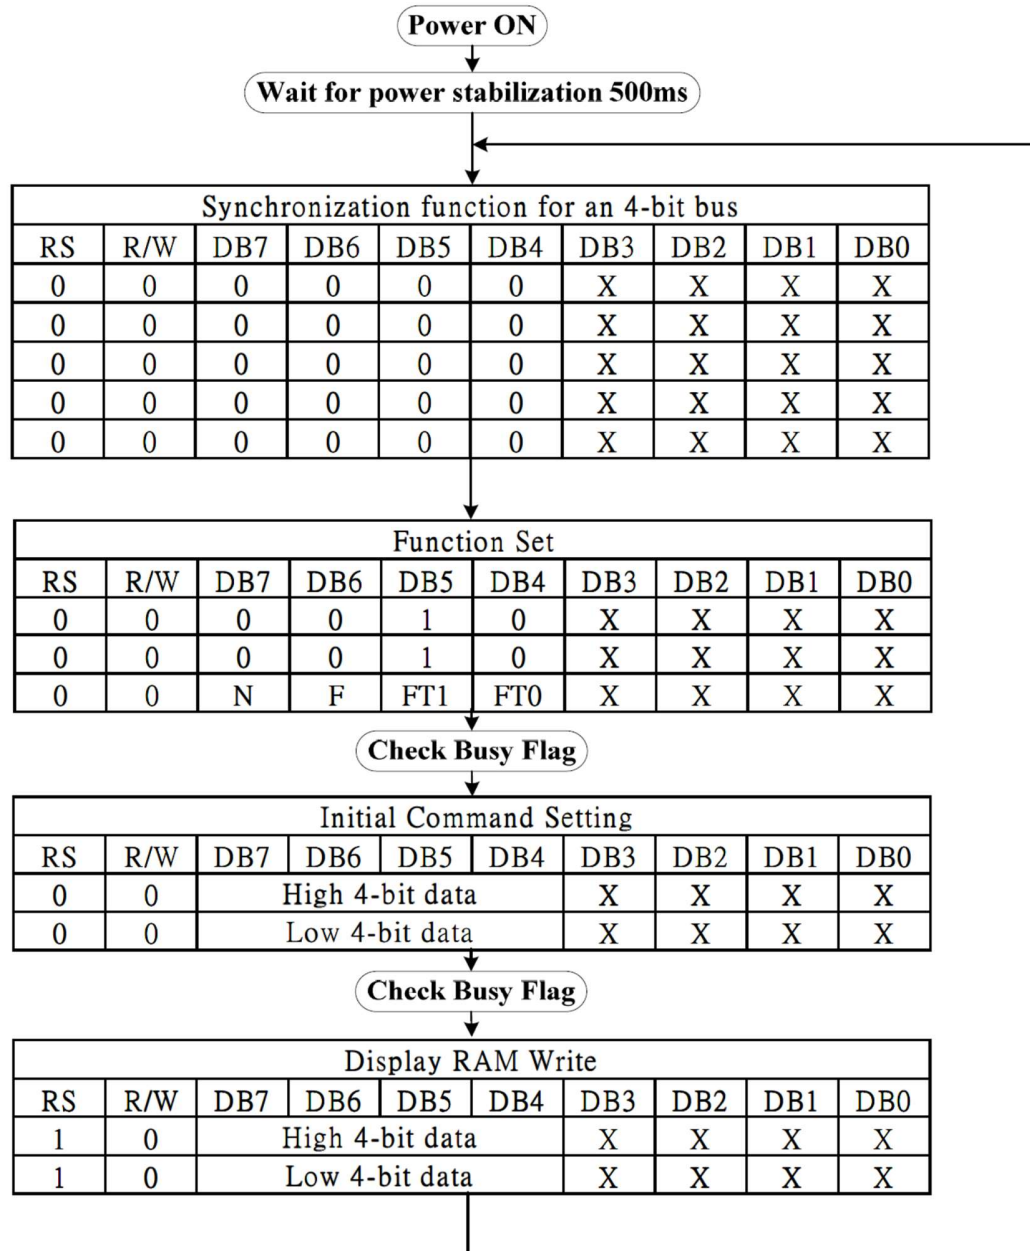 Power ON
Wait for power stabilization 500ms
Synchronization function for an 4-bit bus
RS R/W DB7 DB6 DB5 DB4 DB3 DB2 DB1 DB0
0 0 0 0 0 0 X X X X
0 0 0 0 0 0 X X X X
0 0 0 0 0 0 X X X X
0 0 0 0 0 0 X X X X
0 0 0 0 0 0 X X X X
Function Set
RS R/W DB7 DB6 DB5 DB4 DB3 DB2 DB1 DB0
0 0 0 0 1 0 X X X X
0 0 0 0 1 0 X X X X
0 0 N F FT1 FT0 X X X X
Check Busy Flag
Initial Command Setting
RS R/W DB7 DB6 DB5 DB4 DB3 DB2 DB1 DB0
0 0 High 4-bit data X X X X
0 0 Low 4-bit data X X X X
Check Busy Flag
Display RAM Write
RS R/W DB7 DB6 DB5 DB4 DB3 DB2 DB1 DB0
1 0 High 4-bit data X X X X
1 0 Low 4-bit data X X X X